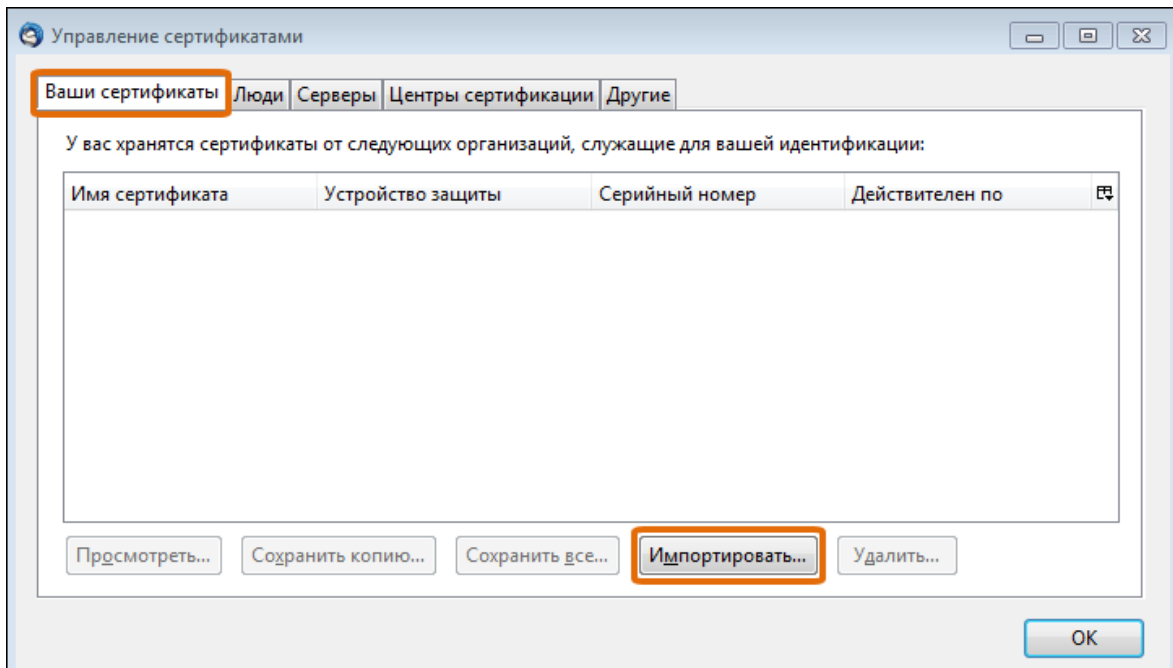 Управление сертификатами
Ваши сертификаты Люди Серверы Центры сертификации Другие
У вас хранятся сертификаты от следующих организаций, служащие для вашей идентификации:
Имя сертификата Устройство защиты Серийный номер Действителен по
Просмотреть... Сохранить копию... Сохранить все... Импортировать... Удалить...
ОК